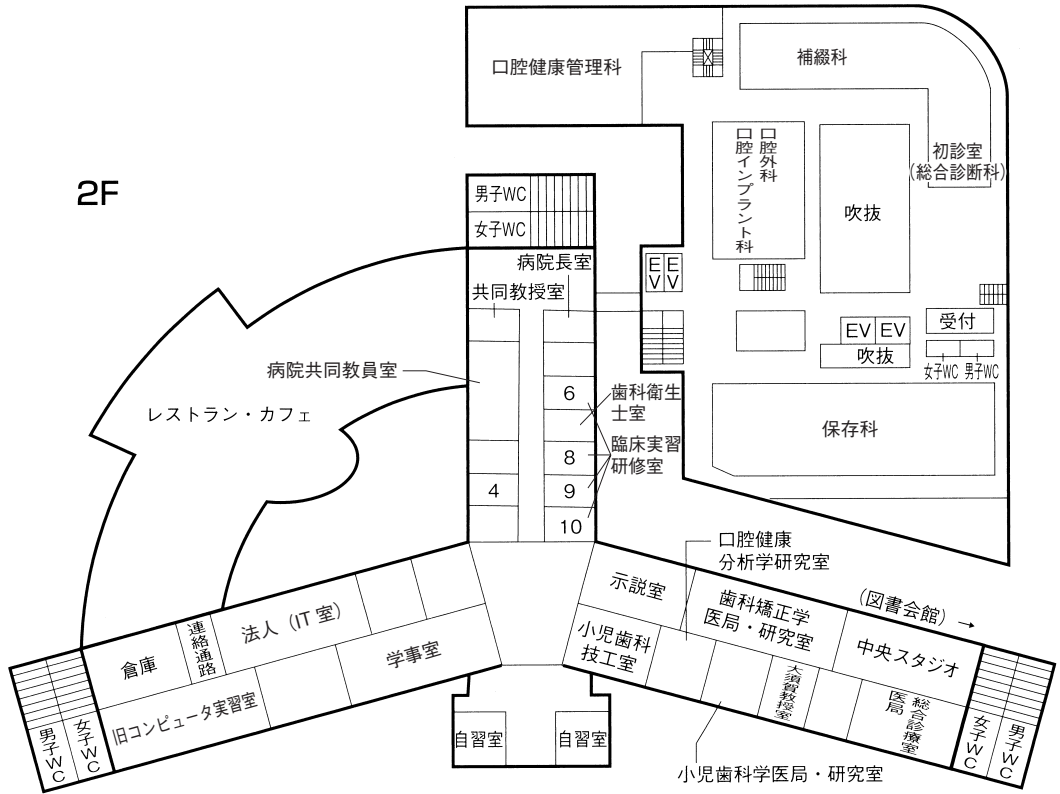 2F
口腔健康管理科
補綴科
口腔外科
口腔インプラント科
吹抜
初診室
(総合診断科)
男子WC
女子WC
病院長室
共同教授室
EV
EV
EV
EV
吹抜
受付
女子WC
男子WC
病院共同教員室
レストラン・カフェ
6
歯科衛生
士室
8
臨床実習
研修室
4
9
10
保存科
口腔健康
分析学研究室
示説室
歯科矯正学
医局・研究室
(図書会館)→
小児歯科
技工室
中央スタジオ
大須賀教授室
総合診療室
医局
女子WC
男子WC
小児歯科学医局・研究室
法人(IT室)
連絡通路
倉庫
学事室
旧コンピュータ実習室
男子WC
女子WC
自習室
自習室